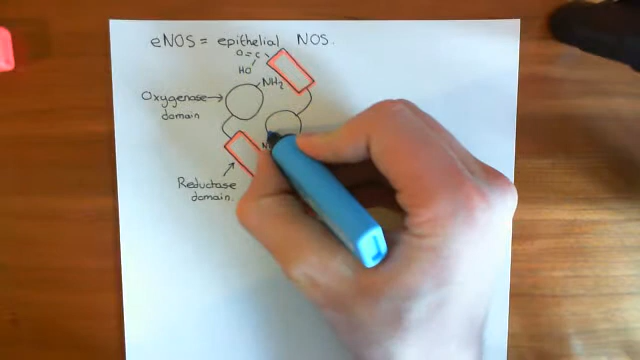 eNOS = epithelial NOS.
O=C
HO
NH2
Oxygenase
domain
Reductase
domain.